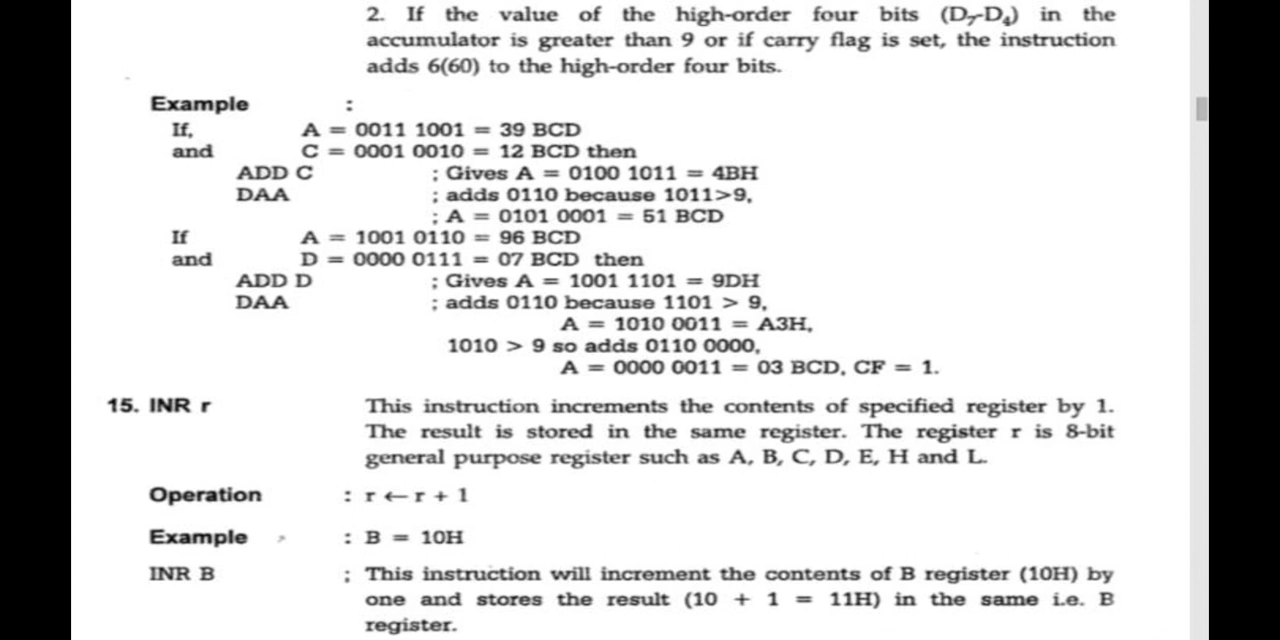 2. If the value of the high-order four bits (D7-D4) in the
accumulator is greater than 9 or if carry flag is set, the instruction
adds 6(60) to the high-order four bits.
Example :
If, A = 0011 1001 = 39 BCD
and C = 0001 0010 = 12 BCD then
ADD C ; Gives A = 0100 1011 = 4BH
DAA ; adds 0110 because 1011>9,
; A = 0101 0001 = 51 BCD
If A = 1001 0110 = 96 BCD
and D = 0000 0111 = 07 BCD then
ADD D ; Gives A = 1001 1101 = 9DH
DAA ; adds 0110 because 1101 > 9,
A = 1010 0011 = A3H,
1010 > 9 so adds 0110 0000,
A = 0000 0011 = 03 BCD, CF = 1.
15. INR r This instruction increments the contents of specified register by 1.
The result is stored in the same register. The register r is 8-bit
general purpose register such as A, B, C, D, E, H and L.
Operation : r ← r + 1
Example : B = 10H
INR B ; This instruction will increment the contents of B register (10H) by
one and stores the result (10 + 1 = 11H) in the same i.e. B
register.